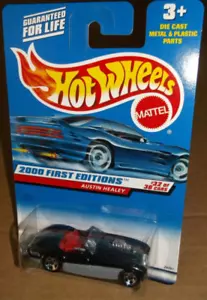 GUARANTEED
FOR LIFE
3+
DIE CAST
METAL & PLASTIC
PARTS
Hot Wheels
MATTEL
2000 FIRST EDITIONS
AUSTIN HEALEY
OF
36 CARS